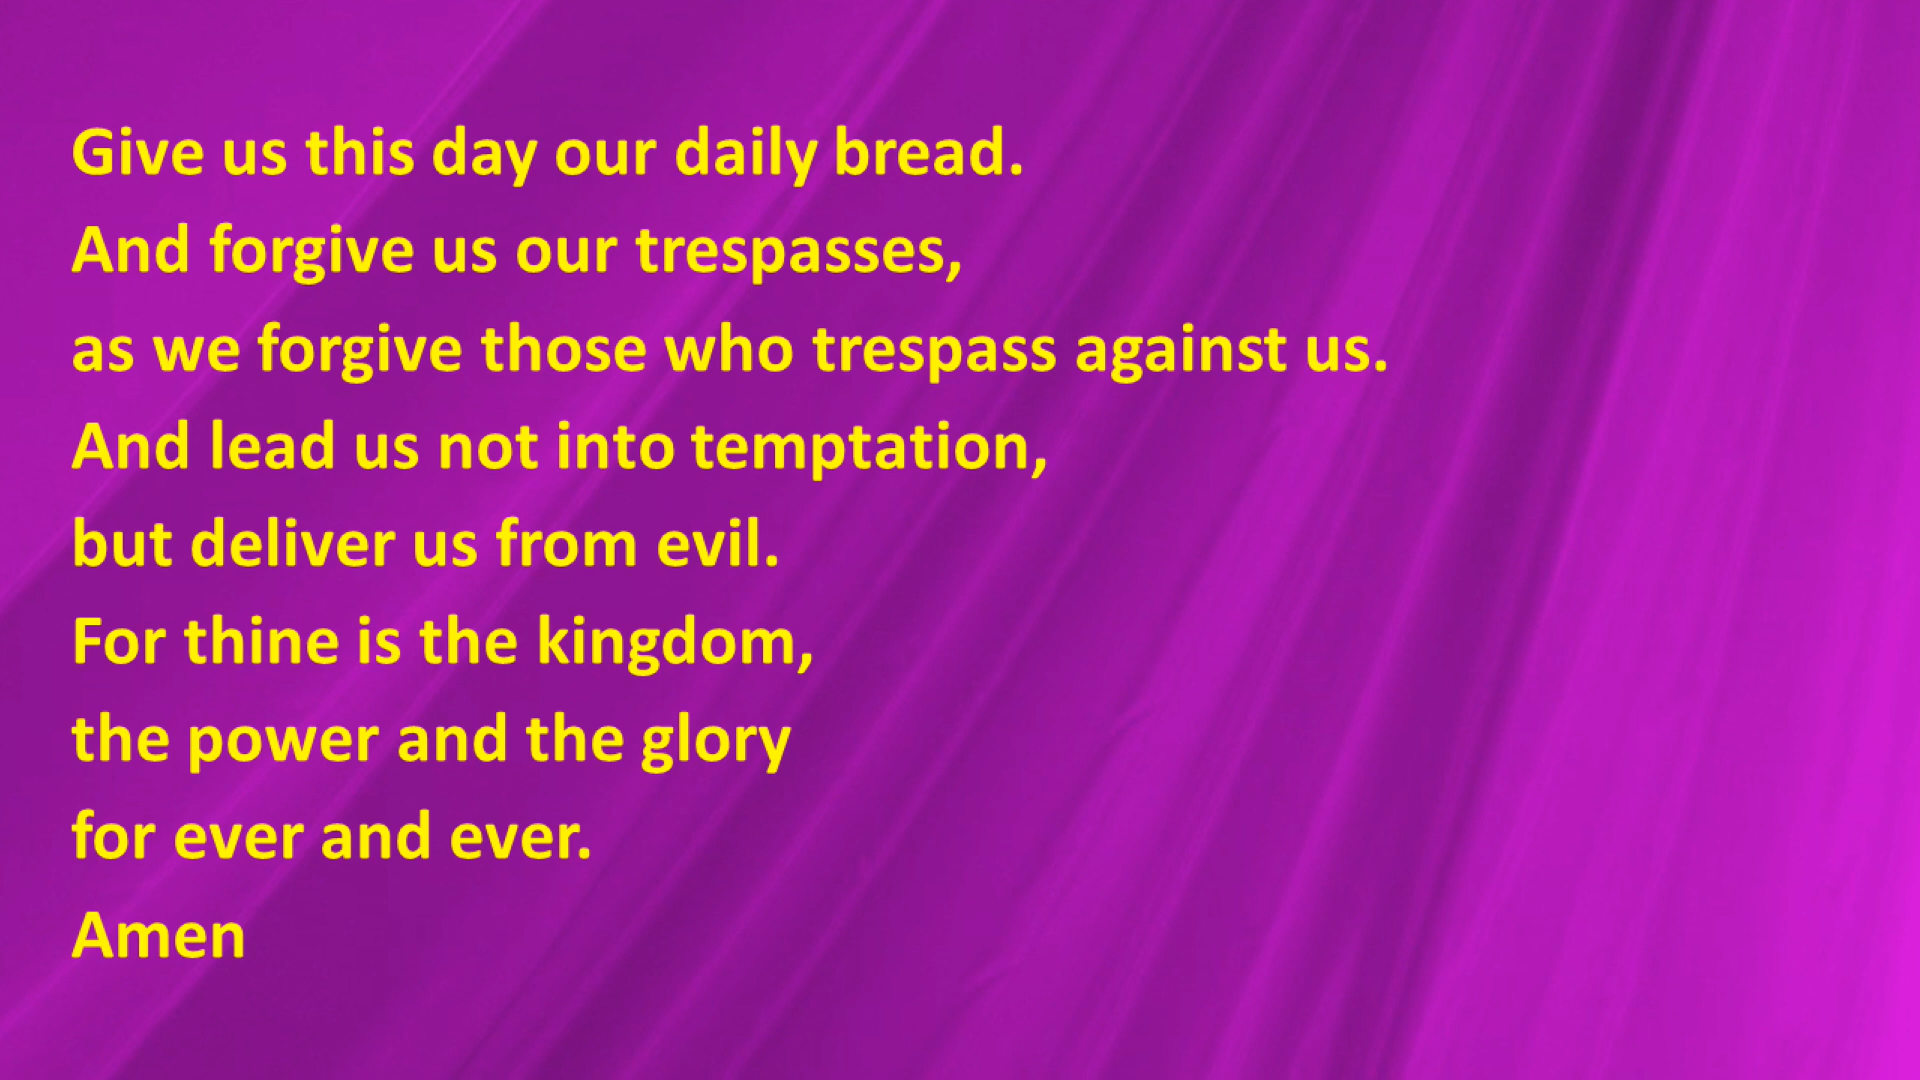 Give us this day our daily bread.
And forgive us our trespasses,
as we forgive those who trespass against us.
And lead us not into temptation,
but deliver us from evil.
For thine is the kingdom,
the power and the glory
for ever and ever.
Amen